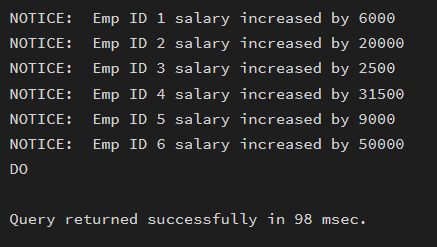 NOTICE:  Emp ID 1 salary increased by 6000
NOTICE:  Emp ID 2 salary increased by 20000
NOTICE:  Emp ID 3 salary increased by 2500
NOTICE:  Emp ID 4 salary increased by 31500
NOTICE:  Emp ID 5 salary increased by 9000
NOTICE:  Emp ID 6 salary increased by 50000
DO
Query returned successfully in 98 msec.